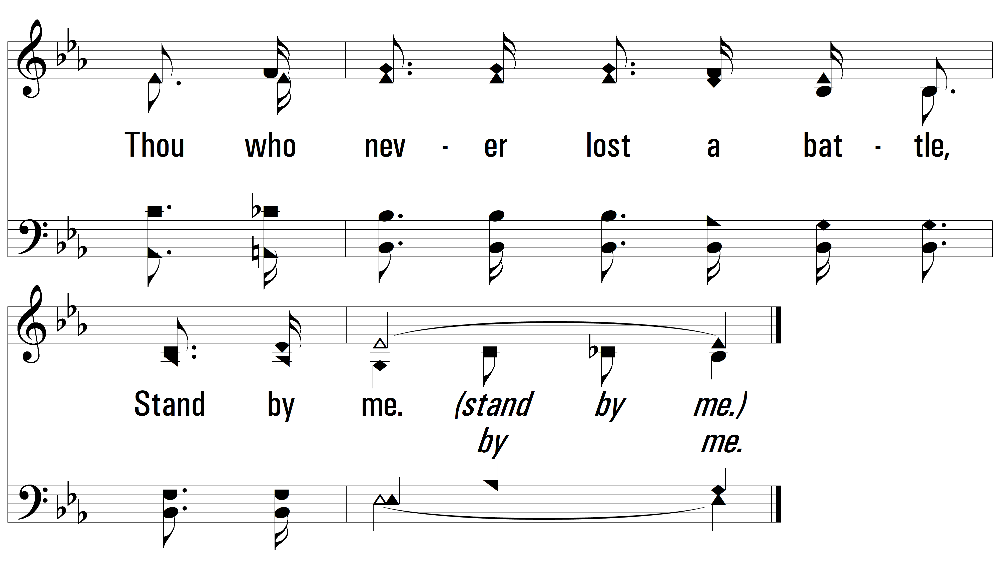 Thou who nev - er lost a bat - tle,
Stand by me. (stand by me.)
by me.